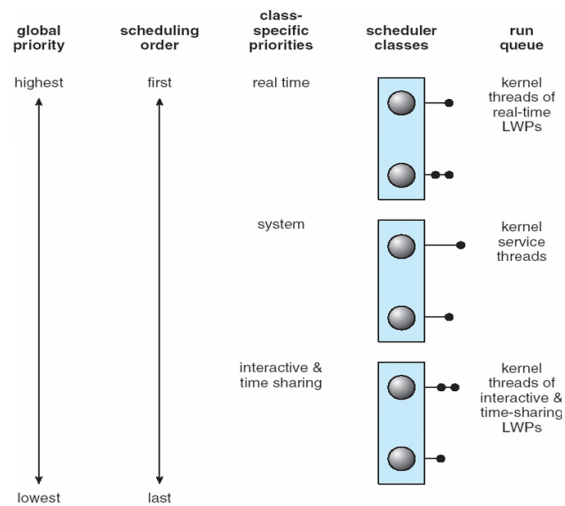 global
priority
scheduling
order
class-
specific
priorities
scheduler
classes
run
queue
highest
first
real time
kernel
threads of
real-time
LWPs
system
kernel
service
threads
interactive &
time sharing
kernel
threads of
interactive &
time-sharing
LWPs
lowest
last